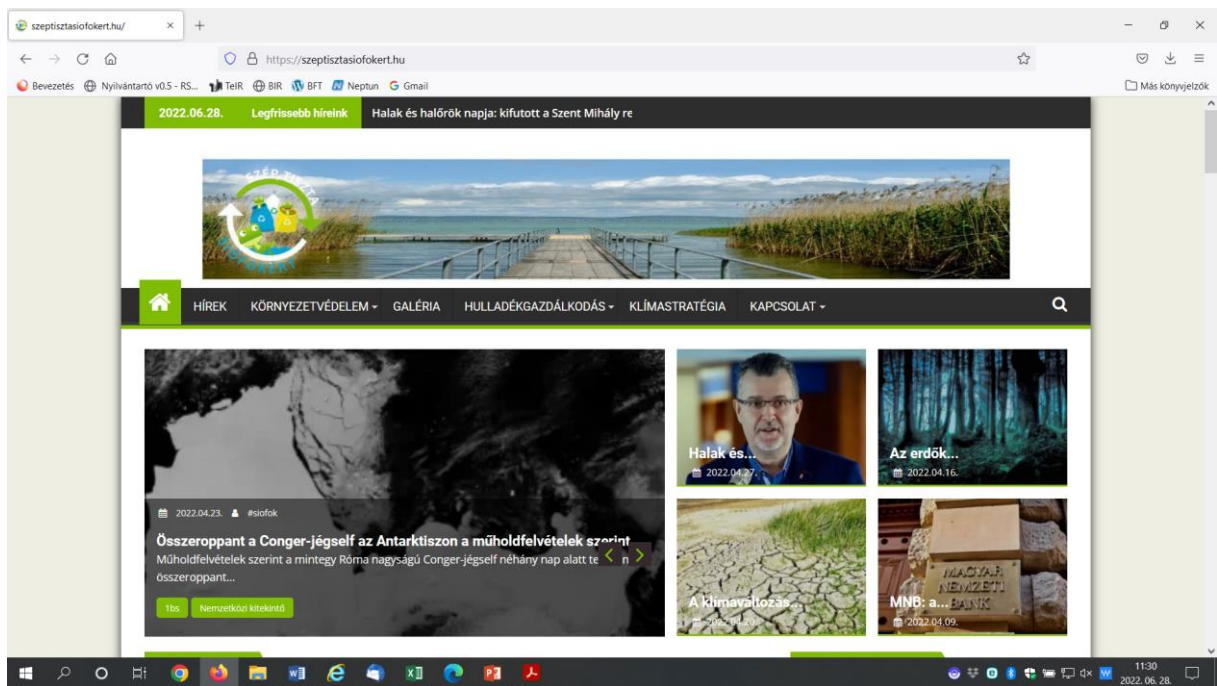 szeptisztasiofokert.hu/
https://szeptisztasiofokert.hu
Bevezetés Nyilvántartó v0.5 - RS... TeIR BIR BFT Neptun Gmail Más könyvjelzők
2022.06.28. Legfrissebb híreink Halak és halőrök napja: kifutott a Szent Mihály re
SZÉP, TISZTA
SIÓFOKÉRT
HÍREK KÖRNYEZETVÉDELEM GALÉRIA HULLADÉKGAZDÁLKODÁS KLÍMASTRATÉGIA KAPCSOLAT
2022.04.23. #siofok
Összeroppant a Conger-jégself az Antarktiszon a műholdfelvételek szerint
Műholdfelvételek szerint a mintegy Róma nagyságú Conger-jégself néhány nap alatt
összeroppant...
1bs Nemzetközi kitekintő
Halak és...
2022.04.27.
Az erdők...
2022.04.16.
A klímaváltozás...
MAGYAR
NEMZETI
BANK
MNB: a...
2022.04.09.
11:30
2022. 06. 28.